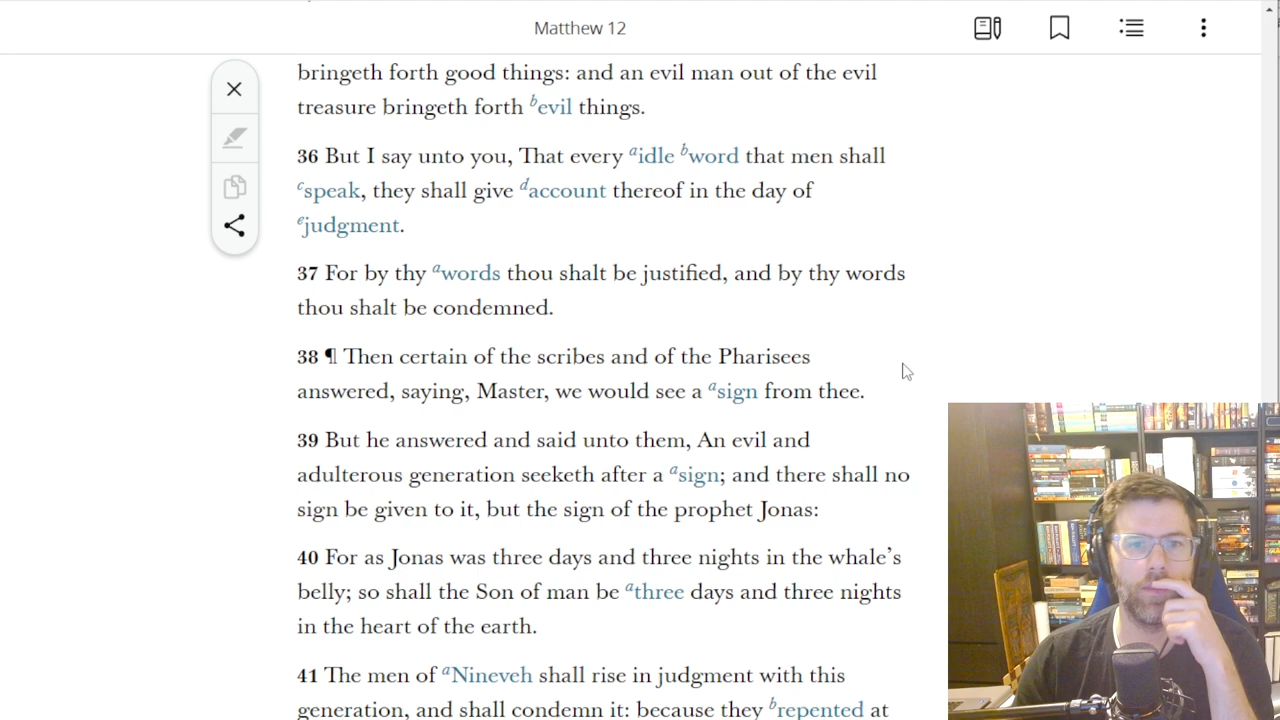 Matthew 12
bringeth forth good things: and an evil man out of the evil
treasure bringeth forth bevil things.
36 But I say unto you, That every aidle bword that men shall
cspeak, they shall give daccount thereof in the day of
ejudgment.
37 For by thy awords thou shalt be justified, and by thy words
thou shalt be condemned.
38 ¶ Then certain of the scribes and of the Pharisees
answered, saying, Master, we would see a asign from thee.
39 But he answered and said unto them, An evil and
adulterous generation seeketh after a asign; and there shall no
sign be given to it, but the sign of the prophet Jonas:
40 For as Jonas was three days and three nights in the whale’s
belly; so shall the Son of man be athree days and three nights
in the heart of the earth.
41 The men of aNineveh shall rise in judgment with this
generation, and shall condemn it: because they brepented at